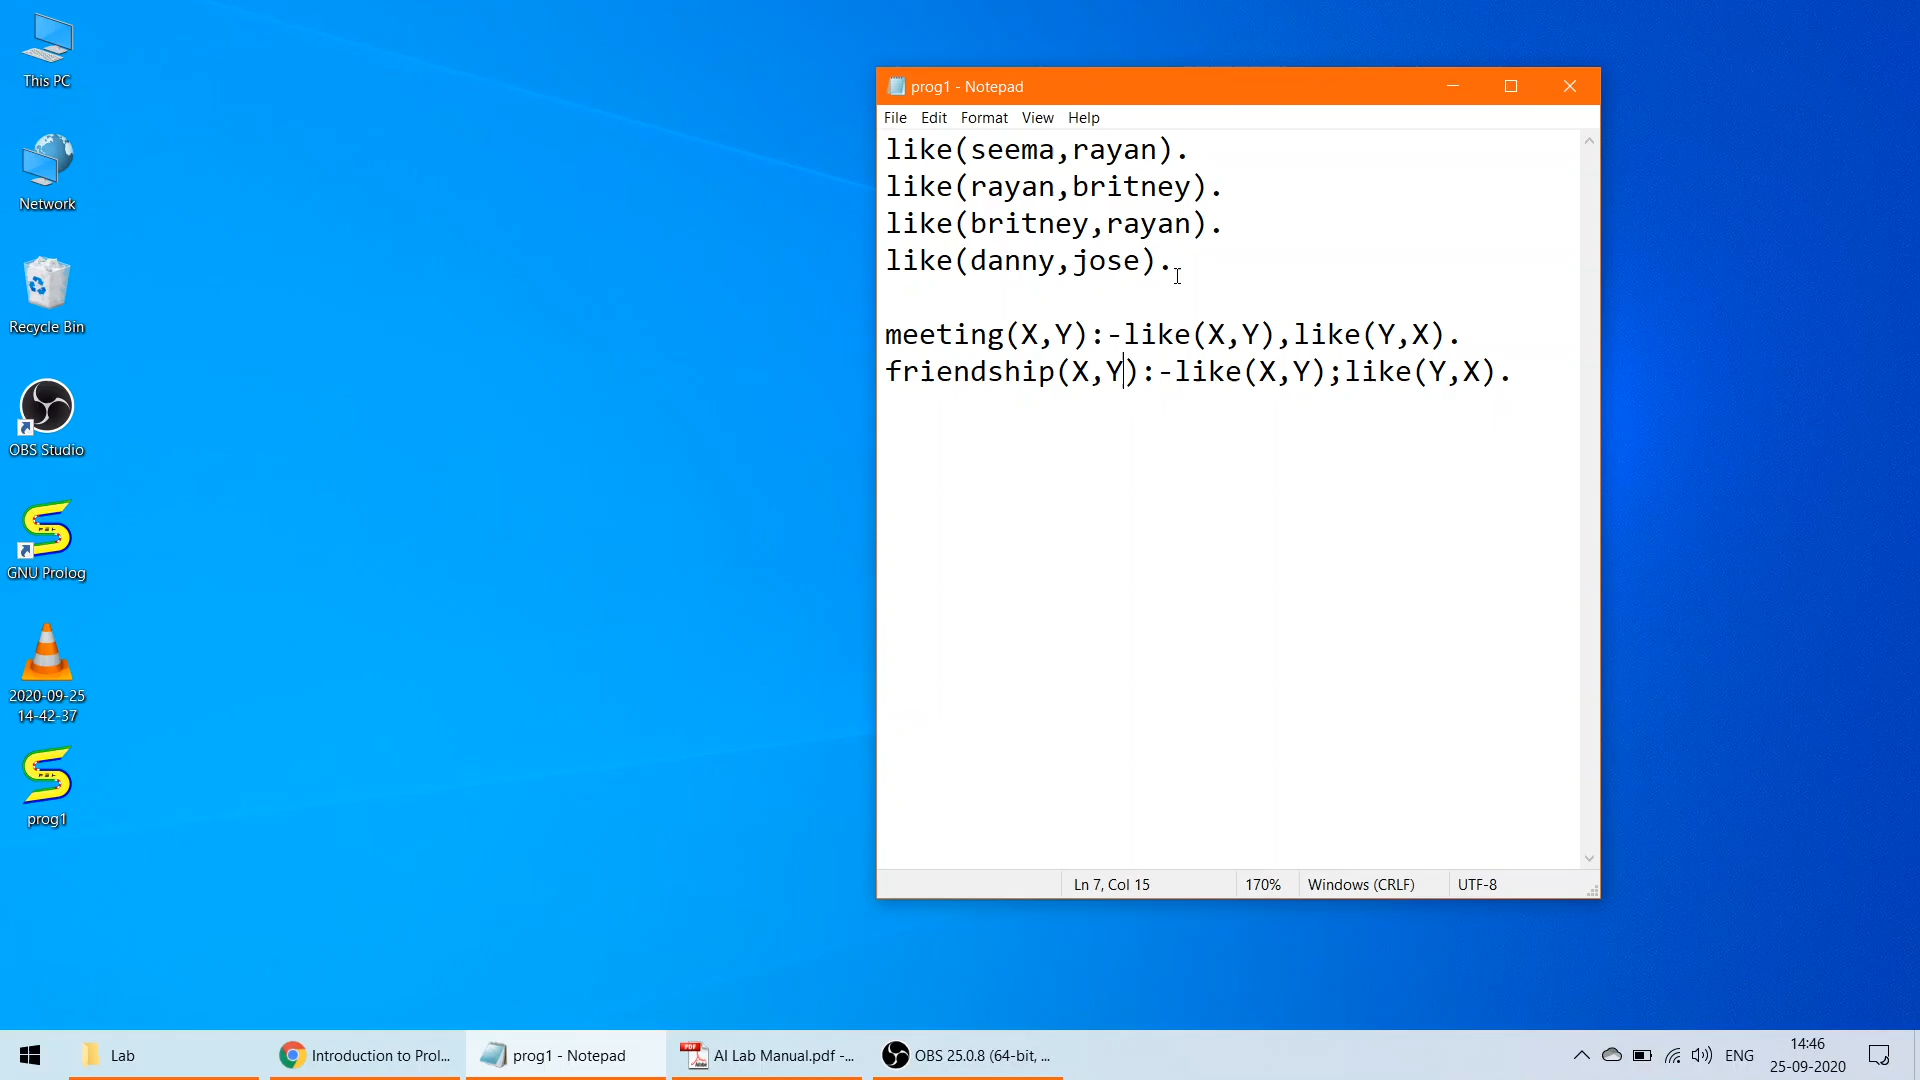 This PC
Network
Recycle Bin
OBS Studio
GNU Prolog
2020-09-25
14-42-37
prog1
prog1 - Notepad
File Edit Format View Help
like(seema,rayan).
like(rayan,britney).
like(britney,rayan).
like(danny,jose).
meeting(X,Y):-like(X,Y),like(Y,X).
friendship(X,Y):-like(X,Y);like(Y,X).
Ln 7, Col 15 170% Windows (CRLF) UTF-8
Lab Introduction to Prol... prog1 - Notepad AI Lab Manual.pdf -... OBS 25.0.8 (64-bit, ... ENG 14:46
25-09-2020